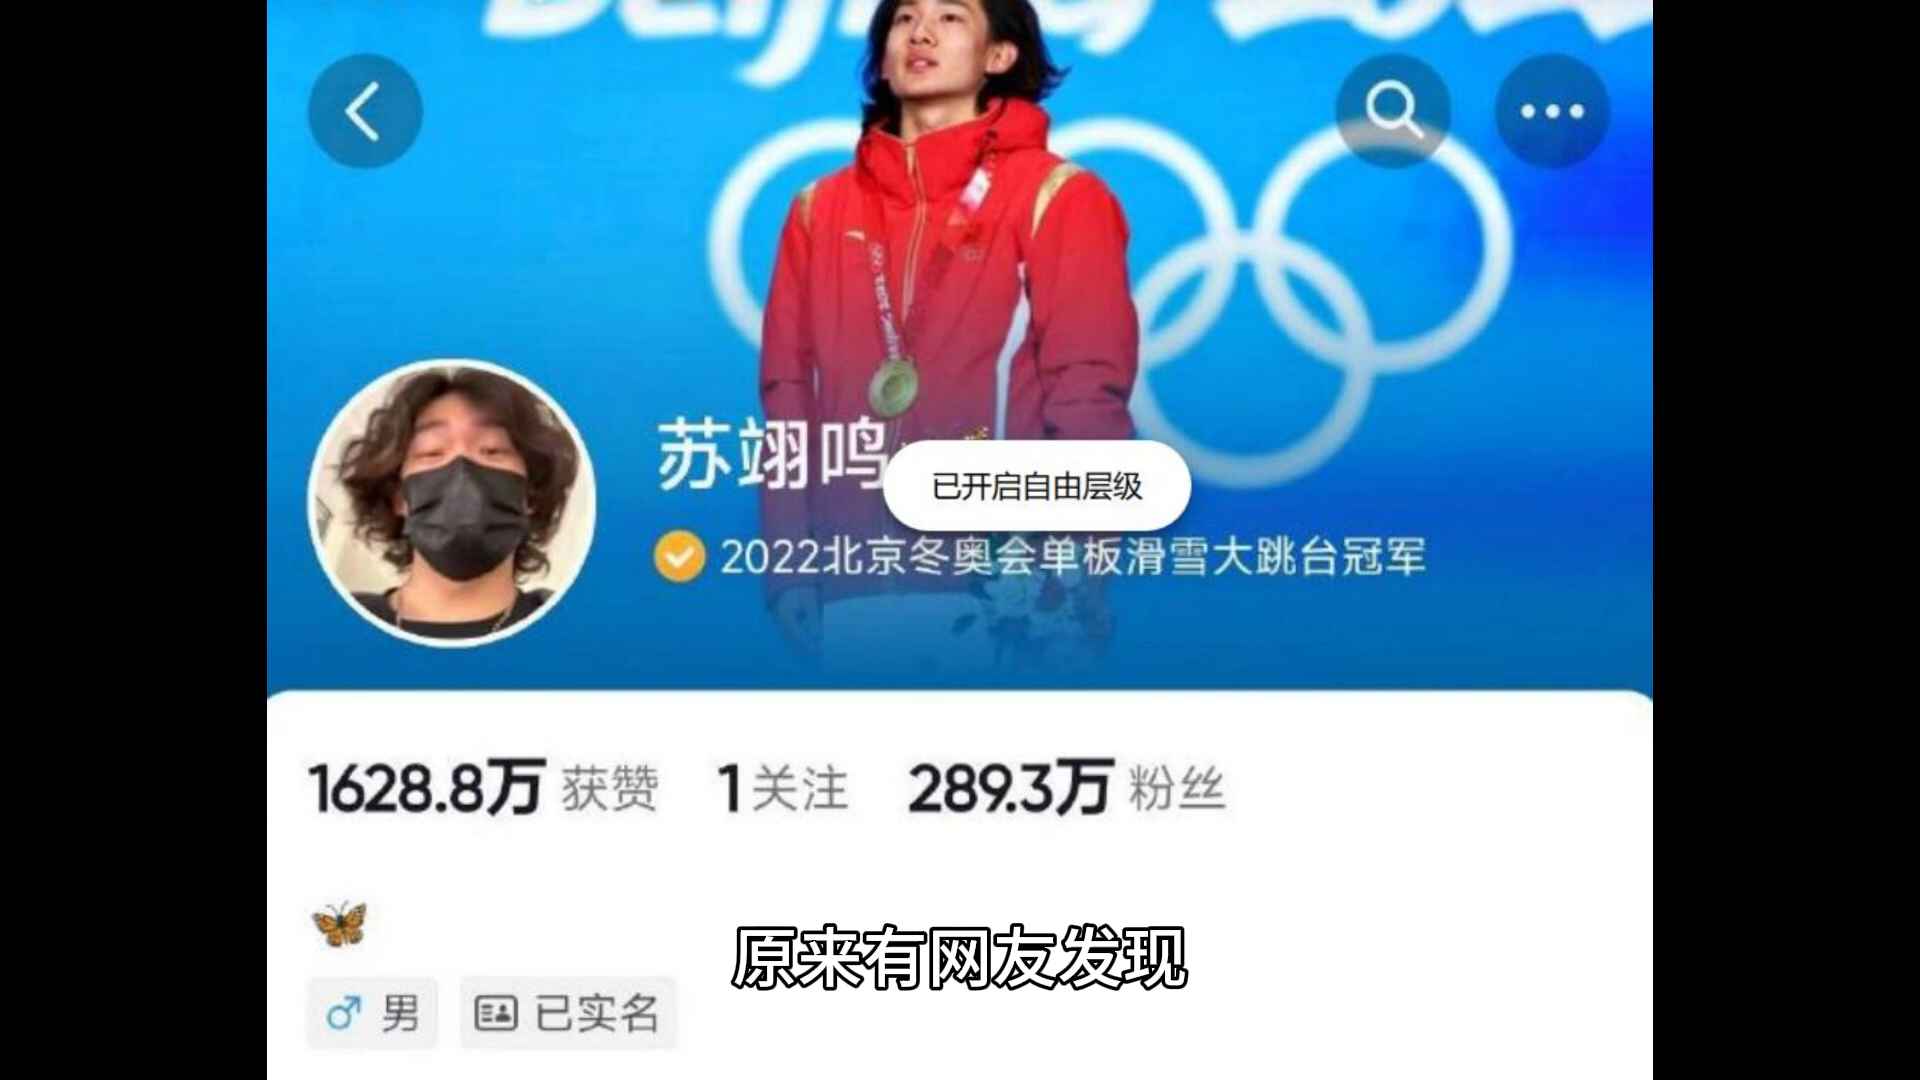 苏翊鸣
已开启自由层级
2022北京冬奥会单板滑雪大跳台冠军
1628.8万 获赞 1 关注 289.3万 粉丝
原来有网友发现
男 已实名